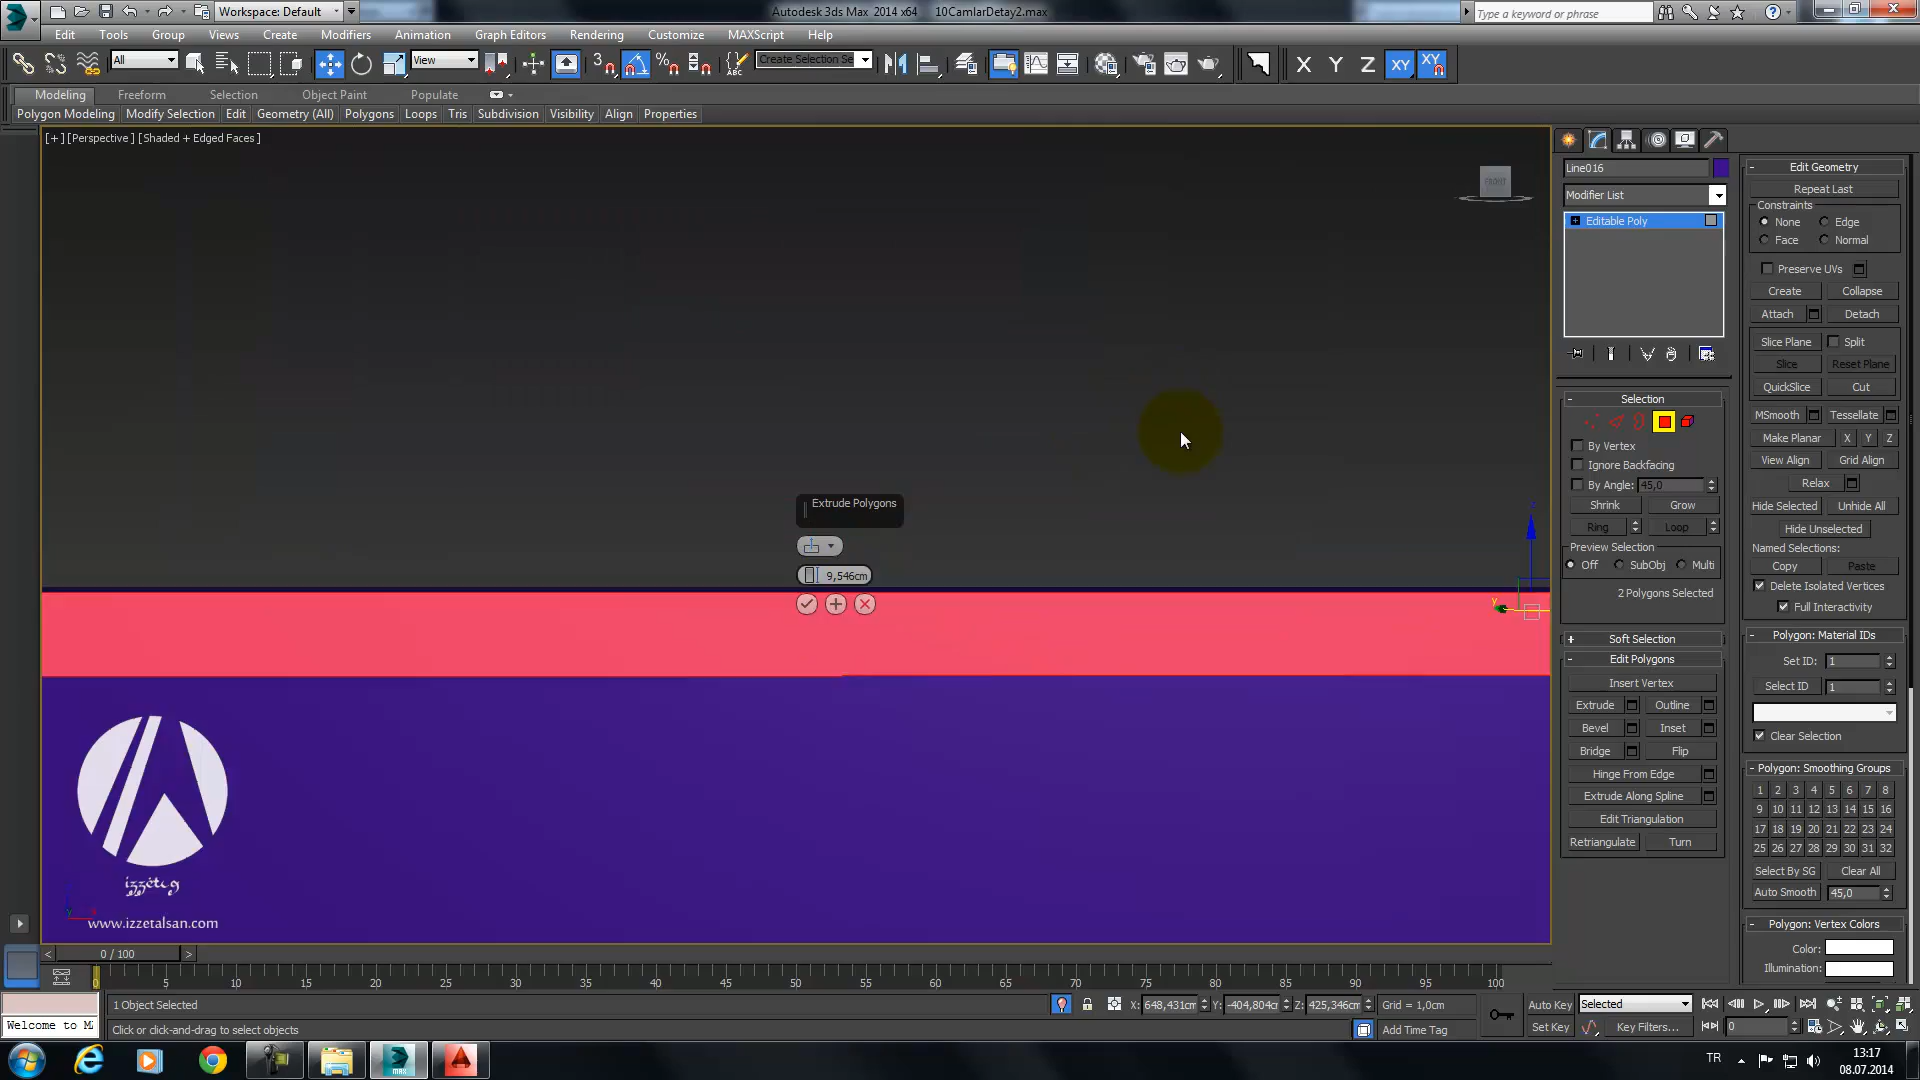 Workspace: Default
Autodesk 3ds Max 2014 x64 10CamlarDetay2.max
Type a keyword or phrase
Edit Tools Group Views Create Modifiers Animation Graph Editors Rendering Customize MAXScript Help
All View Create Selection Se X Y Z XY XY
Modeling Freeform Selection Object Paint Populate
Polygon Modeling Modify Selection Edit Geometry (All) Polygons Loops Tris Subdivision Visibility Align Properties
[+] [Perspective] [Shaded + Edged Faces]
FRONT
Extrude Polygons
9,546cm
www.izzetalsan.com
Line016
Modifier List
Editable Poly
Selection
By Vertex
Ignore Backfacing
By Angle: 45,0
Shrink Grow
Ring Loop
Preview Selection
Off SubObj Multi
2 Polygons Selected
Soft Selection
Edit Polygons
Insert Vertex
Extrude Outline
Bevel Inset
Bridge Flip
Hinge From Edge
Extrude Along Spline
Edit Triangulation
Retriangulate Turn
Edit Geometry
Repeat Last
Constraints
None Edge
Face Normal
Preserve UVs
Create Collapse
Attach Detach
Slice Plane Split
Slice Reset Plane
QuickSlice Cut
MSmooth Tessellate
Make Planar X Y Z
View Align Grid Align
Relax
Hide Selected Unhide All
Hide Unselected
Named Selections:
Copy Paste
Delete Isolated Vertices
Full Interactivity
Polygon: Material IDs
Set ID: 1
Select ID 1
Clear Selection
Polygon: Smoothing Groups
1 2 3 4 5 6 7 8
9 10 11 12 13 14 15 16
17 18 19 20 21 22 23 24
25 26 27 28 29 30 31 32
Select By SG Clear All
Auto Smooth 45,0
Polygon: Vertex Colors
Color:
Illumination:
0 / 100
0 5 10 15 20 25 30 35 40 45 50 55 60 65 70 75 80 85 90 95 100
1 Object Selected X: 648,431cm Y: -404,804cm Z: 425,346cm Grid = 1,0cm Auto Key Selected
Welcome to M Click or click-and-drag to select objects Add Time Tag Set Key Key Filters... 0
TR 13:17
08.07.2014